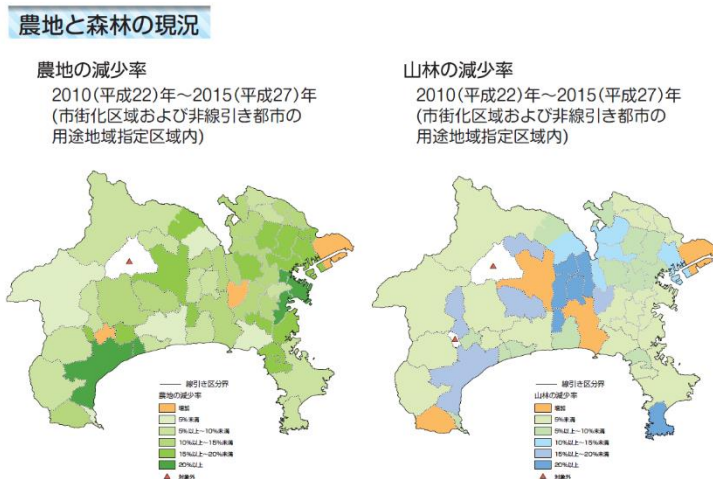 農地と森林の現況
農地の減少率
2010(平成22)年～2015(平成27)年
(市街化区域および非線引き都市の
用途地域指定区域内)
山林の減少率
2010(平成22)年～2015(平成27)年
(市街化区域および非線引き都市の
用途地域指定区域内)
線引き区分界
農地の減少率
増加
5%未満
5%以上～10%未満
10%以上～15%未満
15%以上～20%未満
20%以上
対象外
線引き区分界
山林の減少率
増加
5%未満
5%以上～10%未満
10%以上～15%未満
15%以上～20%未満
20%以上
対象外